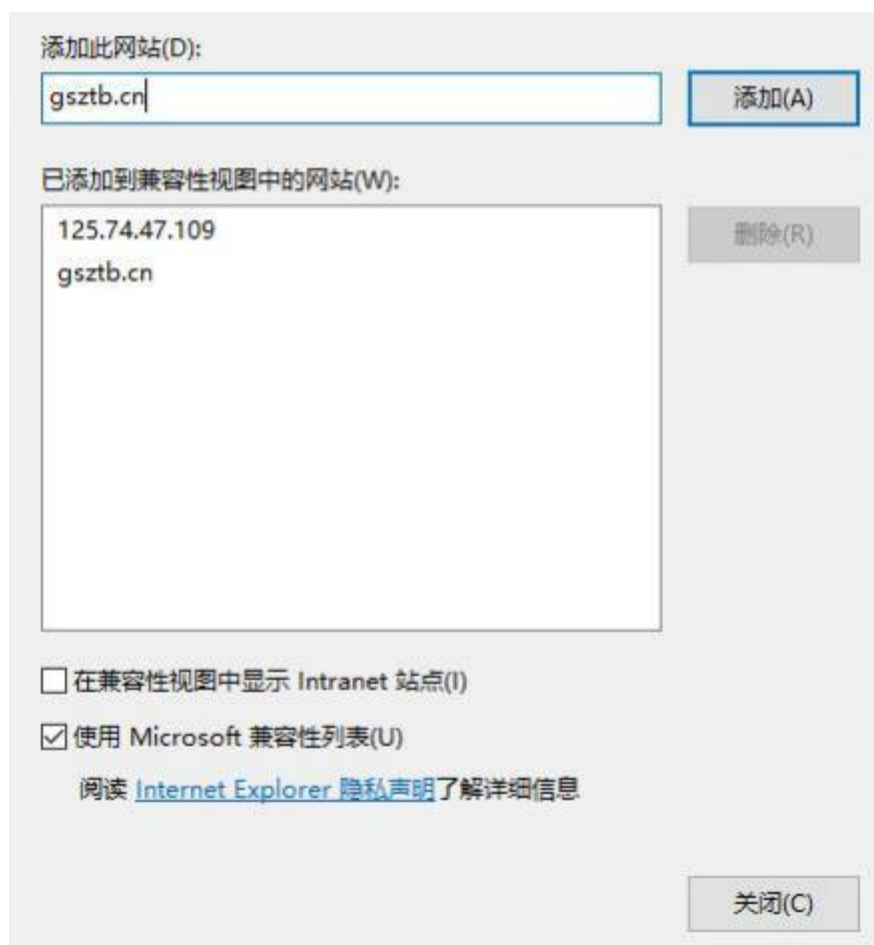 添加此网站(D):
gsztb.cn
添加(A)
已添加到兼容性视图中的网站(W):
125.74.47.109
删除(R)
gsztb.cn
在兼容性视图中显示 Intranet 站点(I)
使用 Microsoft 兼容性列表(U)
阅读 Internet Explorer 隐私声明了解详细信息
关闭(C)